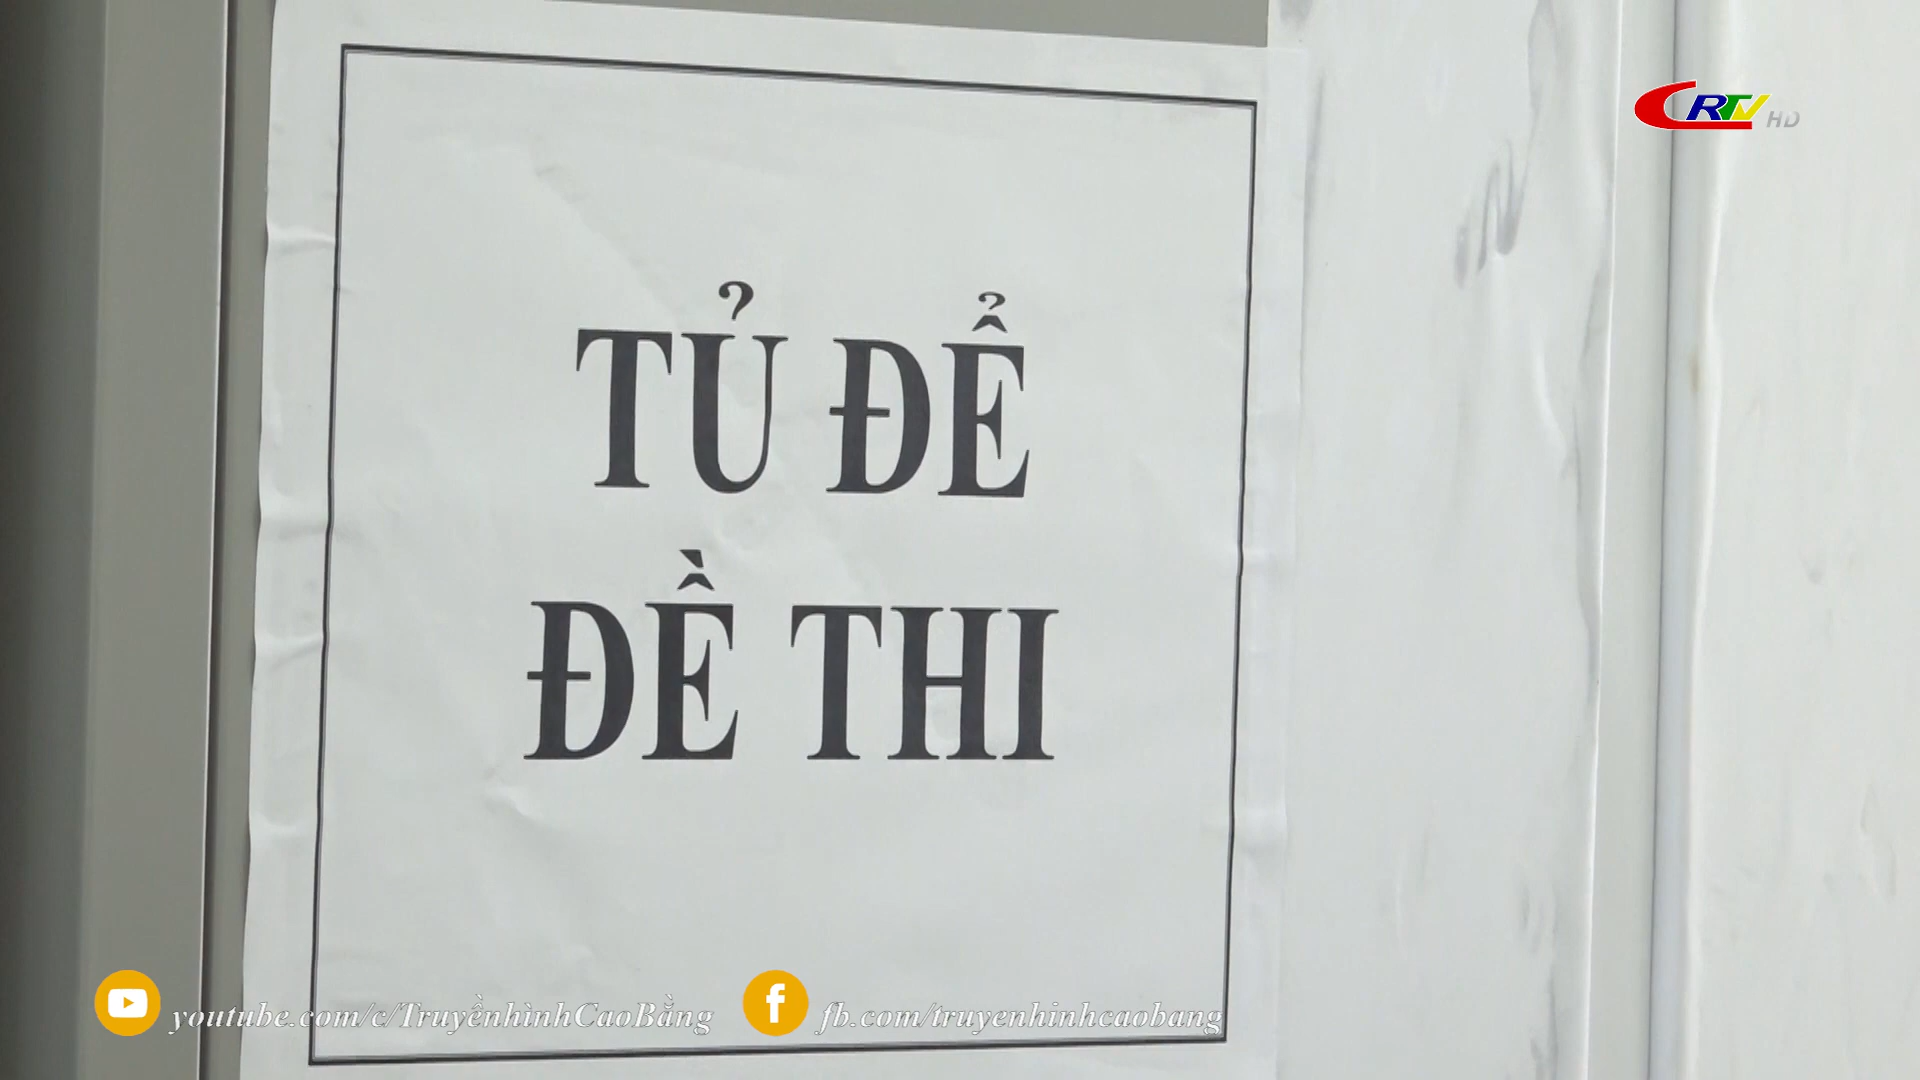 CRTV HD
TỦ ĐỂ
ĐỀ THI
youtube.com/c/TruyềnhìnhCaoBằng
fb.com/truyenhinhcaobang